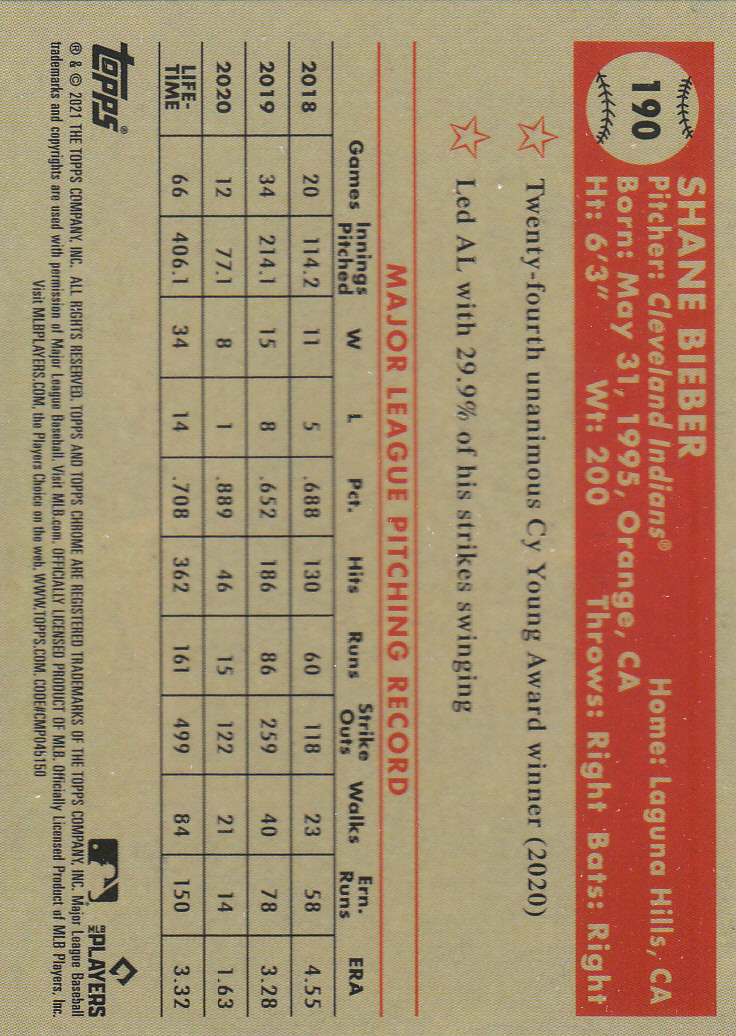 190
SHANE BIEBER
Pitcher: Cleveland Indians® Home: Laguna Hills, CA
Born: May 31, 1995, Orange, CA
Ht: 6'3" Wt: 200 Throws: Right Bats: Right
Twenty-fourth unanimous Cy Young Award winner (2020)
Led AL with 29.9% of his strikes swinging
MAJOR LEAGUE PITCHING RECORD
Games Innings Pitched W L Pct. Hits Runs Strike Outs Walks Ern. Runs ERA
2018 20 114.2 11 5 .688 130 60 118 23 58 4.55
2019 34 214.1 15 8 .652 186 86 259 40 78 3.28
2020 12 77.1 8 1 .889 46 15 122 21 14 1.63
LIFE-TIME 66 406.1 34 14 .708 362 161 499 84 150 3.32
topps®
MLB PLAYERS
® & © 2021 THE TOPPS COMPANY, INC. ALL RIGHTS RESERVED. TOPPS AND TOPPS CHROME ARE REGISTERED TRADEMARKS OF THE TOPPS COMPANY, INC. Major League Baseball
trademarks and copyrights are used with permission of Major League Baseball. Visit MLB.com. OFFICIALLY LICENSED PRODUCT OF MLB. Officially Licensed Product of MLB Players, Inc.
Visit MLBPLAYERS.COM, the Players Choice on the web. WWW.TOPPS.COM. CODE#CMP045150